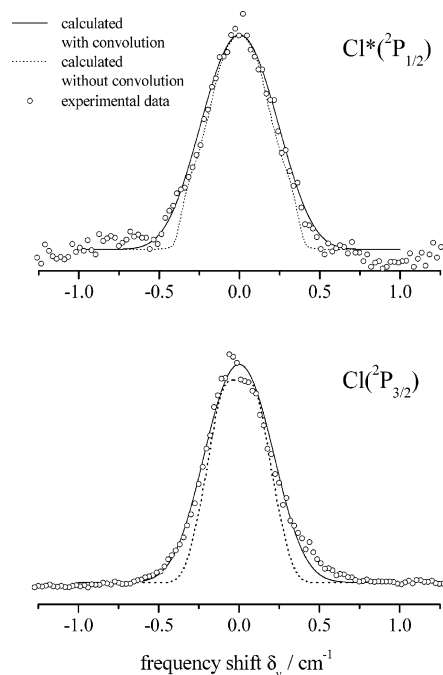 calculated
with convolution
calculated
without convolution
experimental data
Cl*(²P₁/₂)
-1.0 -0.5 0.0 0.5 1.0
Cl(²P₃/₂)
-1.0 -0.5 0.0 0.5 1.0
frequency shift δᵥ / cm⁻¹